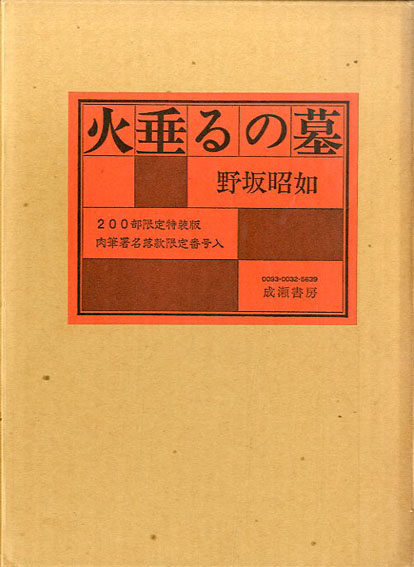 火垂るの墓
野坂昭如
200部限定特装版
肉筆署名落款限定番号入
0093-0032-5639
成瀬書房